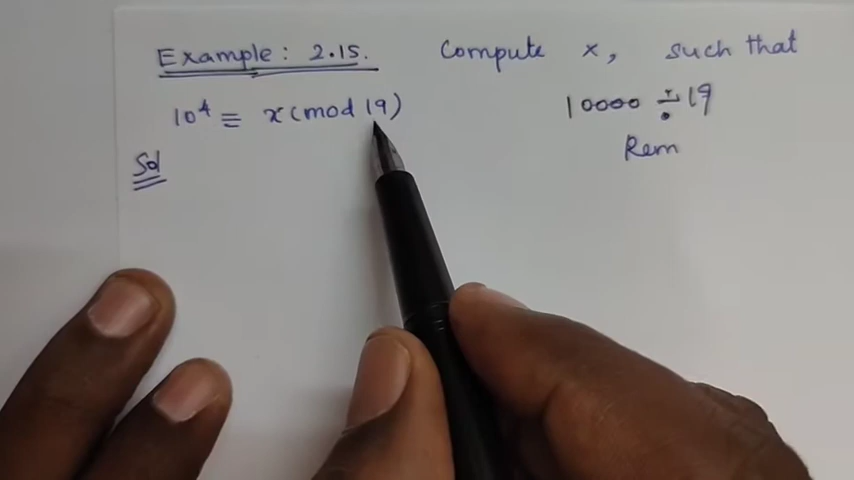 Example: 2.15. Compute x, such that
10⁴ ≡ x (mod 19) 10000 ÷ 19
Sol Rem